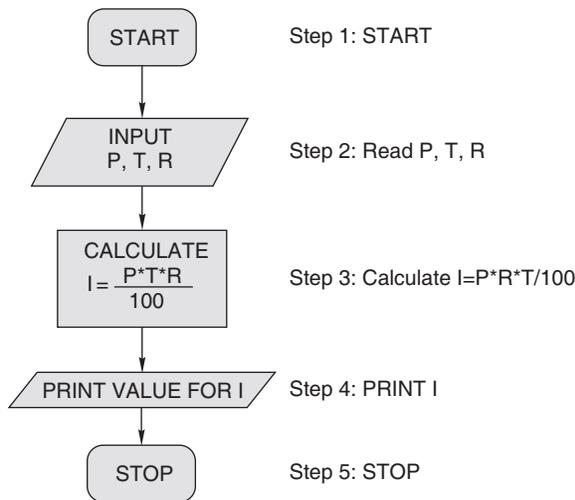 START
Step 1: START
INPUT
P, T, R
Step 2: Read P, T, R
CALCULATE
I = P*T*R
100
Step 3: Calculate I=P*R*T/100
PRINT VALUE FOR I
Step 4: PRINT I
STOP
Step 5: STOP